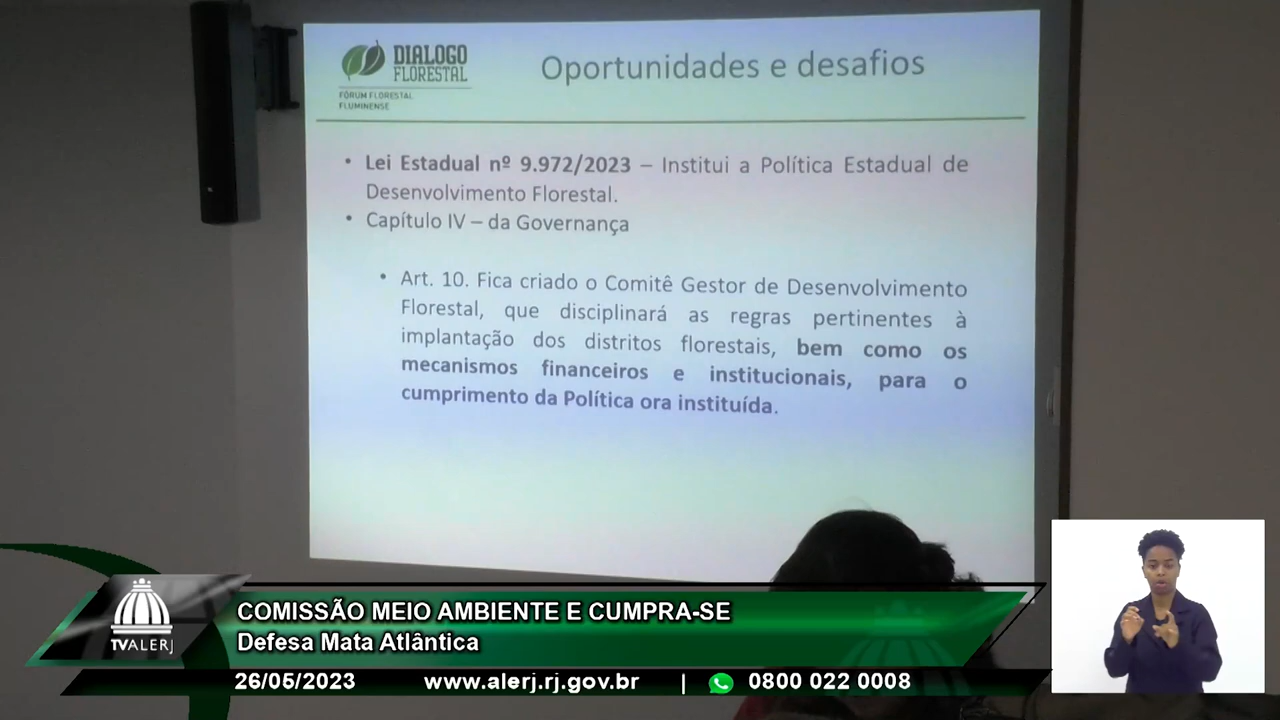 DIALOGO
FLORESTAL
FÓRUM FLORESTAL
FLUMINENSE
Oportunidades e desafios
• Lei Estadual nº 9.972/2023 – Institui a Política Estadual de
Desenvolvimento Florestal.
• Capítulo IV – da Governança
• Art. 10. Fica criado o Comitê Gestor de Desenvolvimento
Florestal, que disciplinará as regras pertinentes à
implantação dos distritos florestais, bem como os
mecanismos financeiros e institucionais, para o
cumprimento da Política ora instituída.
TVALERJ
COMISSÃO MEIO AMBIENTE E CUMPRA-SE
Defesa Mata Atlântica
26/05/2023 www.alerj.rj.gov.br | 0800 022 0008